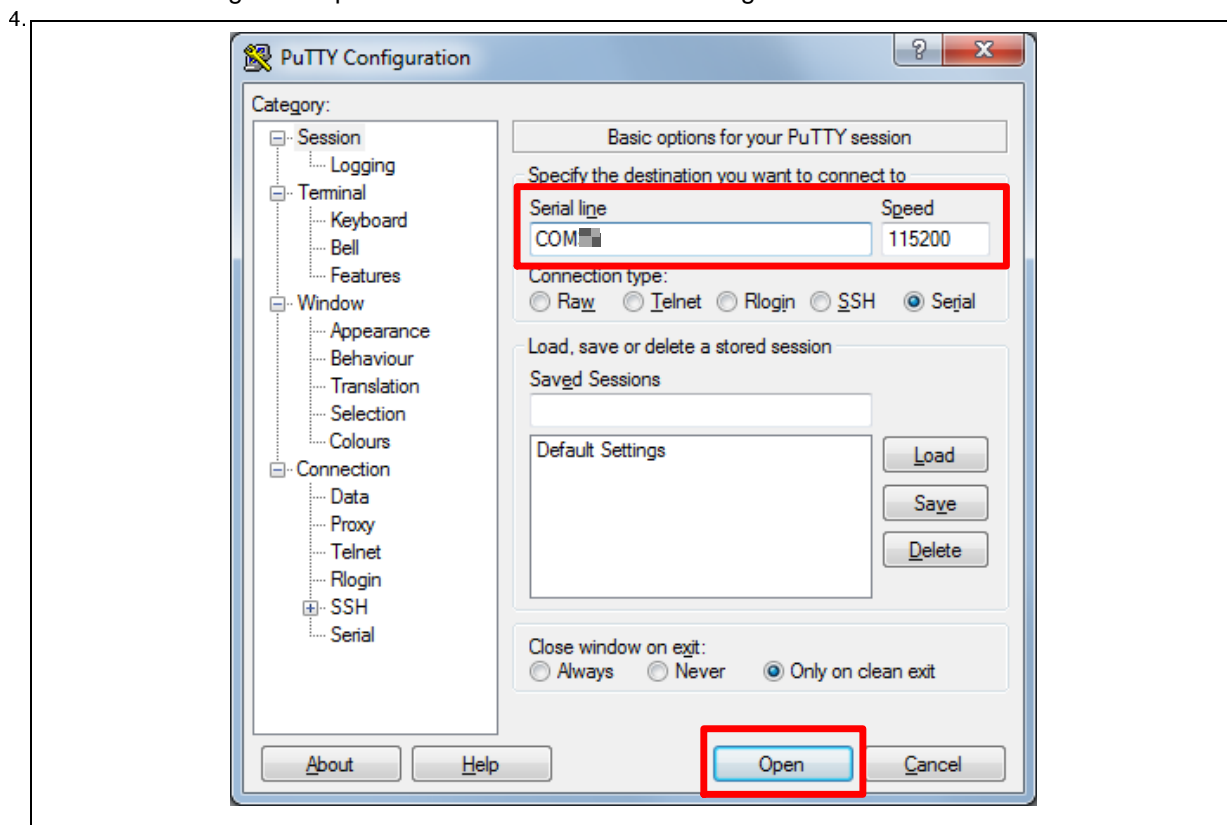 4.
PuTTY Configuration
Category:
Session
Logging
Terminal
Keyboard
Bell
Features
Window
Appearance
Behaviour
Translation
Selection
Colours
Connection
Data
Proxy
Telnet
Rlogin
SSH
Serial
Basic options for your PuTTY session
Specify the destination you want to connect to
Serial line Speed
COM 115200
Connection type:
Raw Telnet Rlogin SSH Serial
Load, save or delete a stored session
Saved Sessions
Default Settings
Load
Save
Delete
Close window on exit:
Always Never Only on clean exit
About Help Open Cancel